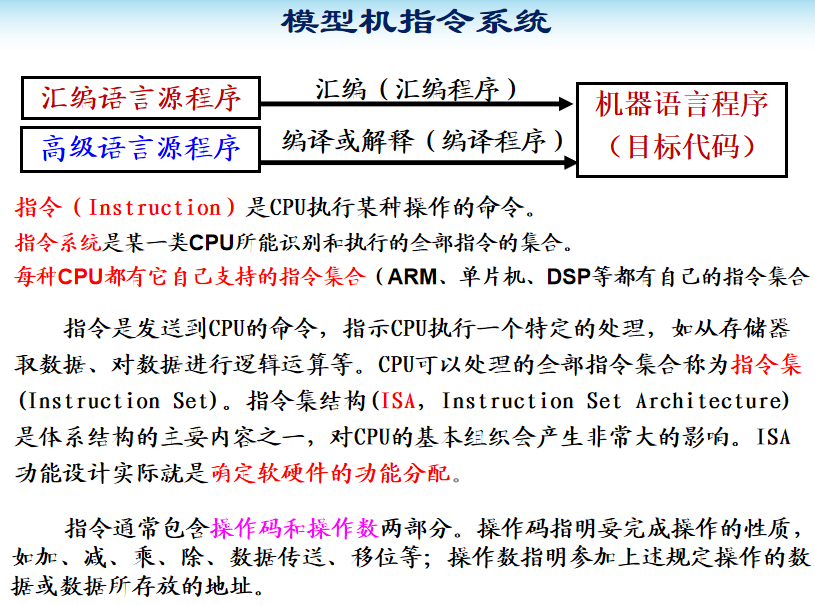 模型机指令系统
汇编语言源程序
汇编（汇编程序）
机器语言程序
（目标代码）
高级语言源程序
编译或解释（编译程序）
指令（Instruction）是CPU执行某种操作的命令。
指令系统是某一类CPU所能识别和执行的全部指令的集合。
每种CPU都有它自己支持的指令集合（ARM、单片机、DSP等都有自己的指令集合
指令是发送到CPU的命令，指示CPU执行一个特定的处理，如从存储器
取数据、对数据进行逻辑运算等。CPU可以处理的全部指令集合称为指令集
(Instruction Set)。指令集结构(ISA，Instruction Set Architecture)
是体系结构的主要内容之一，对CPU的基本组织会产生非常大的影响。ISA
功能设计实际就是确定软硬件的功能分配。
指令通常包含操作码和操作数两部分。操作码指明要完成操作的性质，
如加、减、乘、除、数据传送、移位等；操作数指明参加上述规定操作的数
据或数据所存放的地址。